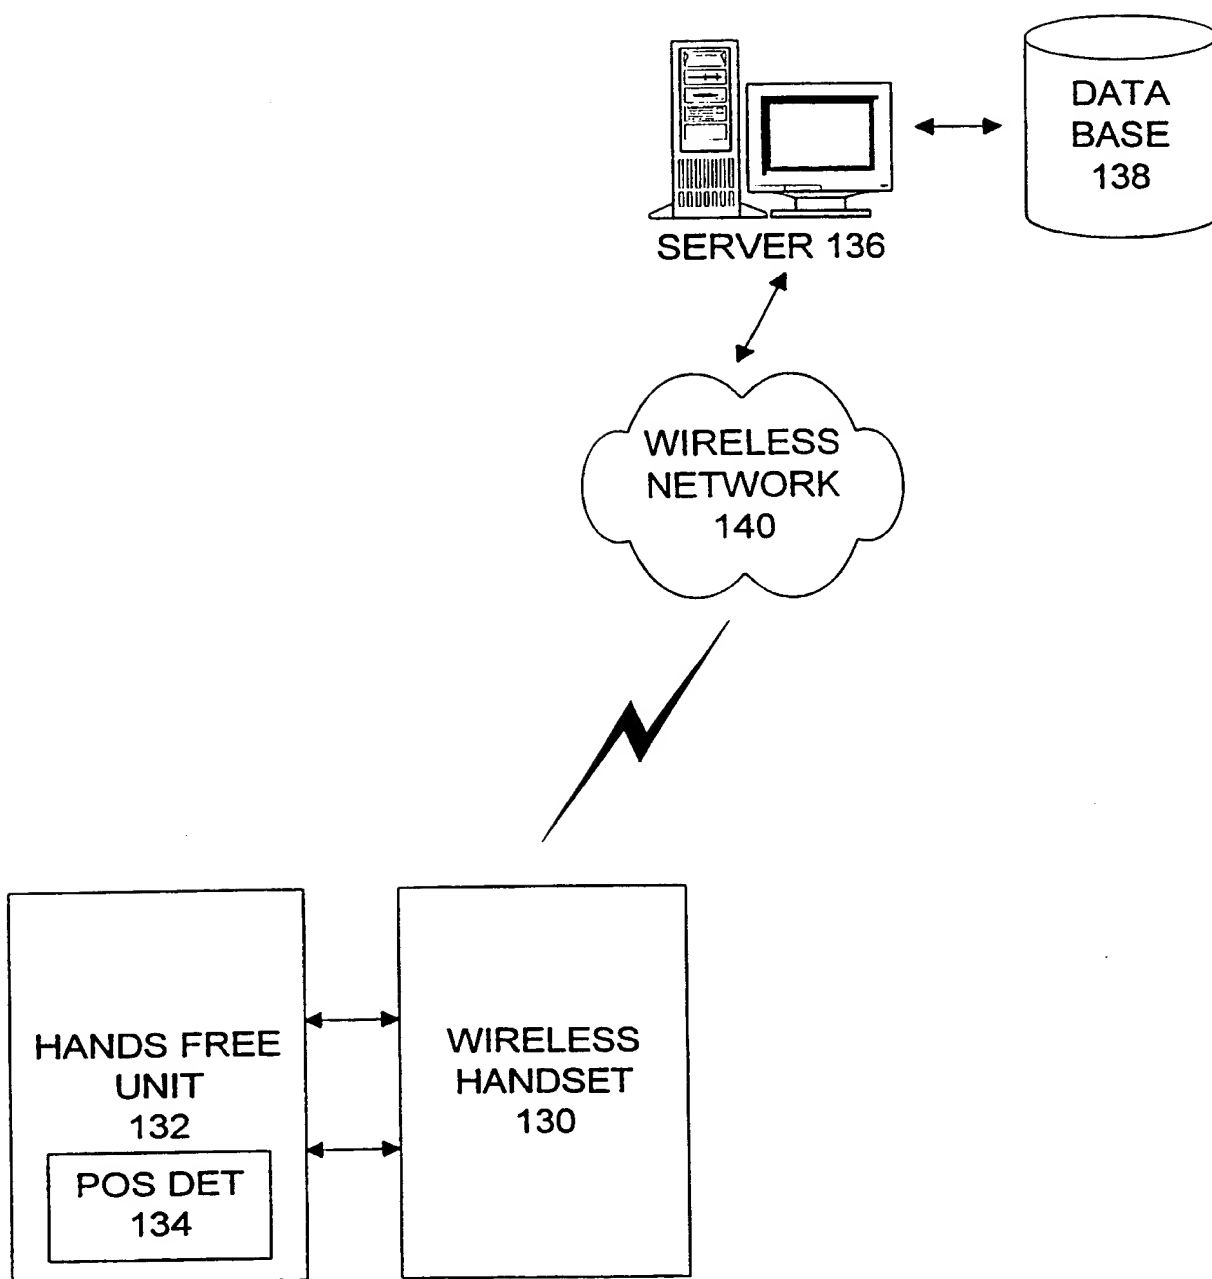 DATA
BASE
138
SERVER 136
WIRELESS
NETWORK
140
HANDS FREE
UNIT
132
POS DET
134
WIRELESS
HANDSET
130